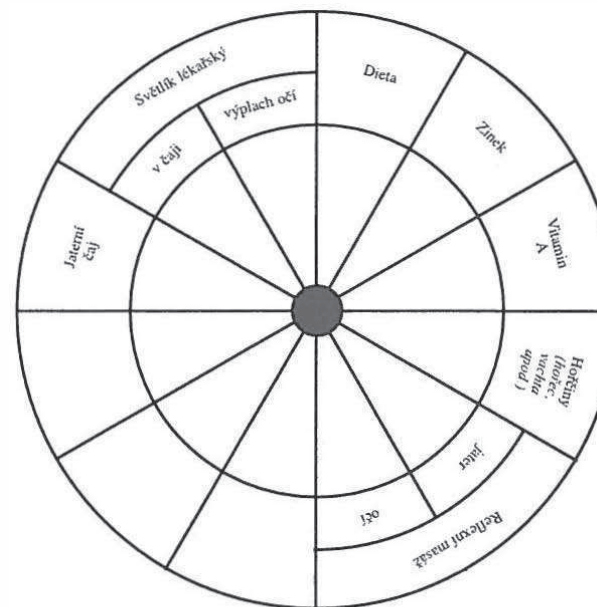 Světlík lékařský
výplach očí
v čaji
Dieta
Zinek
Vitamin
A
Hořčiny
(hořec,
vachta
apod.)
Reflexní masáž
jater
očí
Jaterní
čaj